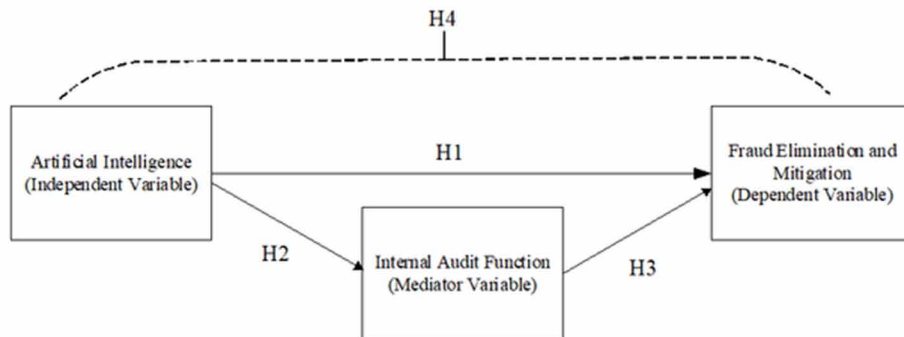 H4
Artificial Intelligence
(Independent Variable)
H1
Fraud Elimination and
Mitigation
(Dependent Variable)
H2
Internal Audit Function
(Mediator Variable)
H3